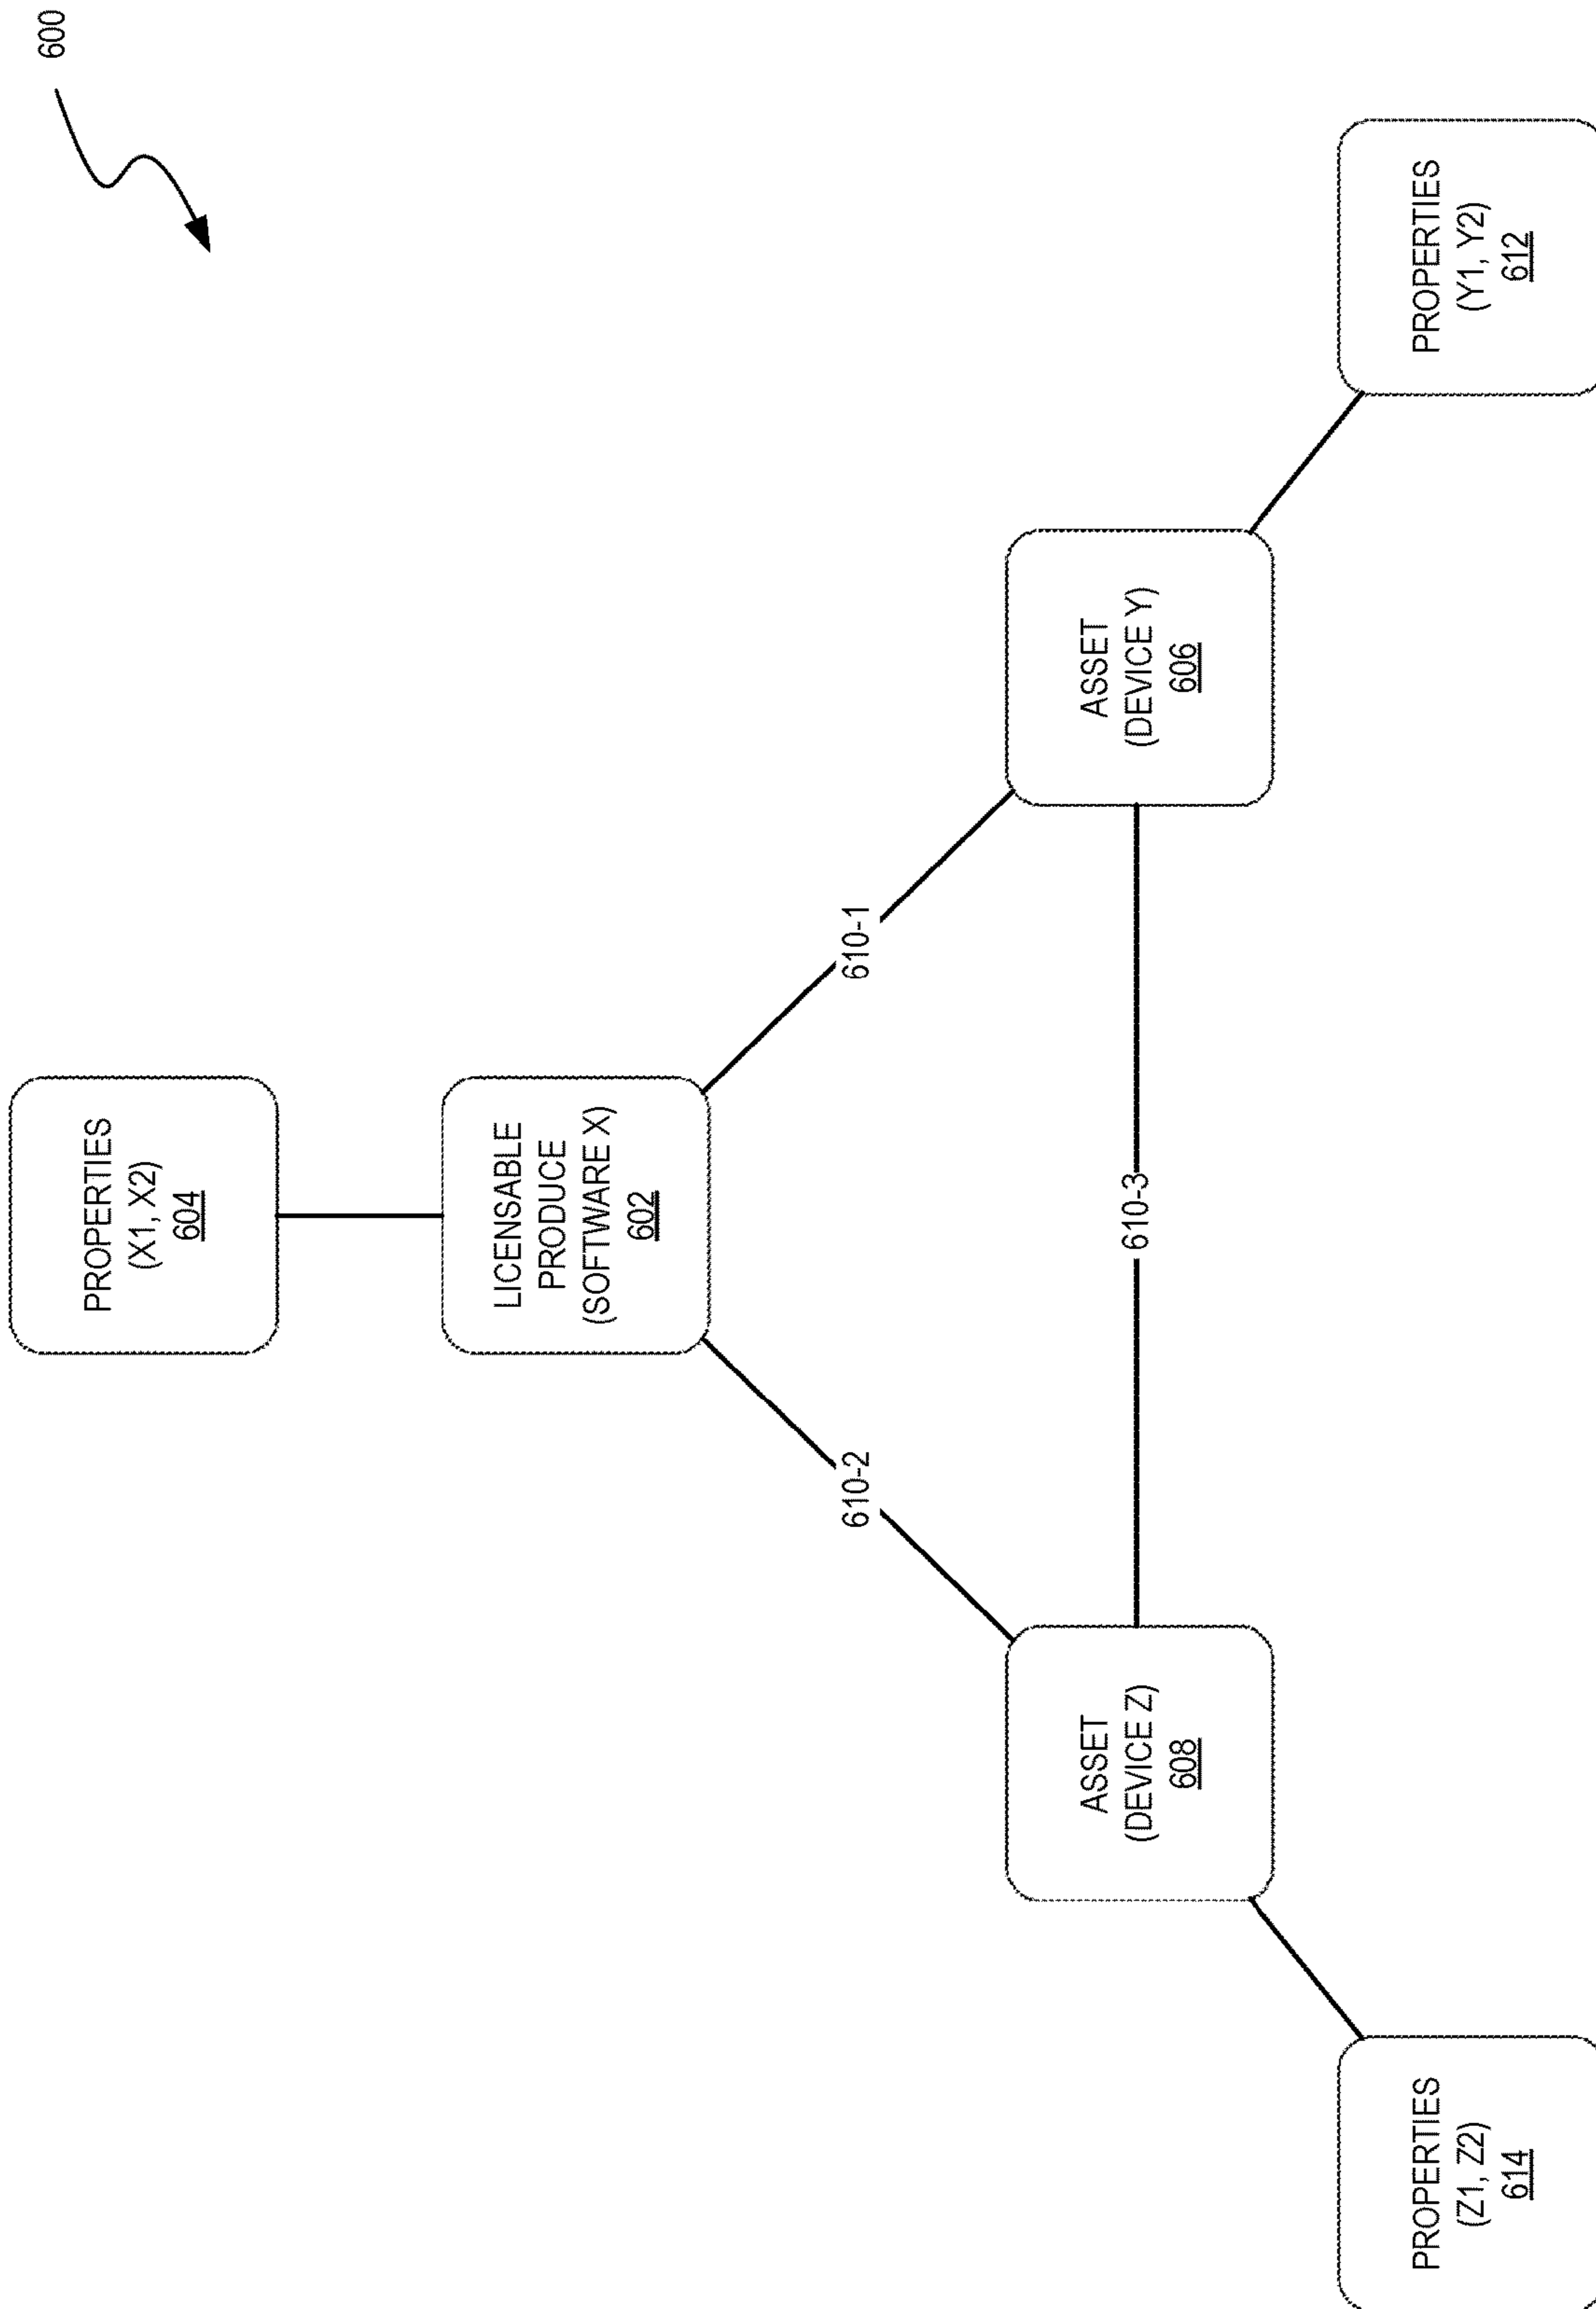 600
PROPERTIES
(X1, X2)
604
LICENSABLE
PRODUCE
(SOFTWARE X)
602
610-2
610-1
ASSET
(DEVICE Z)
608
610-3
ASSET
(DEVICE Y)
606
PROPERTIES
(Z1, Z2)
614
PROPERTIES
(Y1, Y2)
612